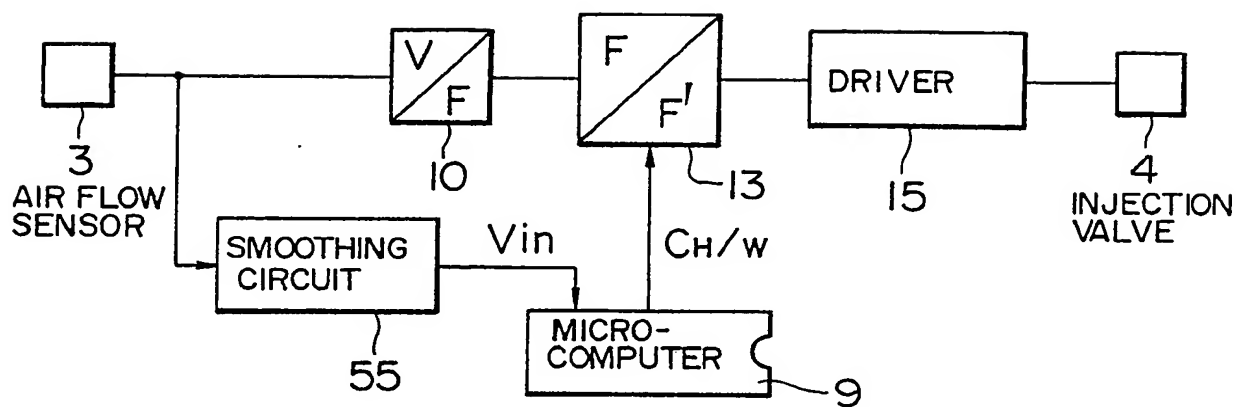 V
F
F
F'
DRIVER
3
AIR FLOW
SENSOR
10
13
15
4
INJECTION
VALVE
SMOOTHING
CIRCUIT
Vin
CH/W
55
MICRO-
COMPUTER
9